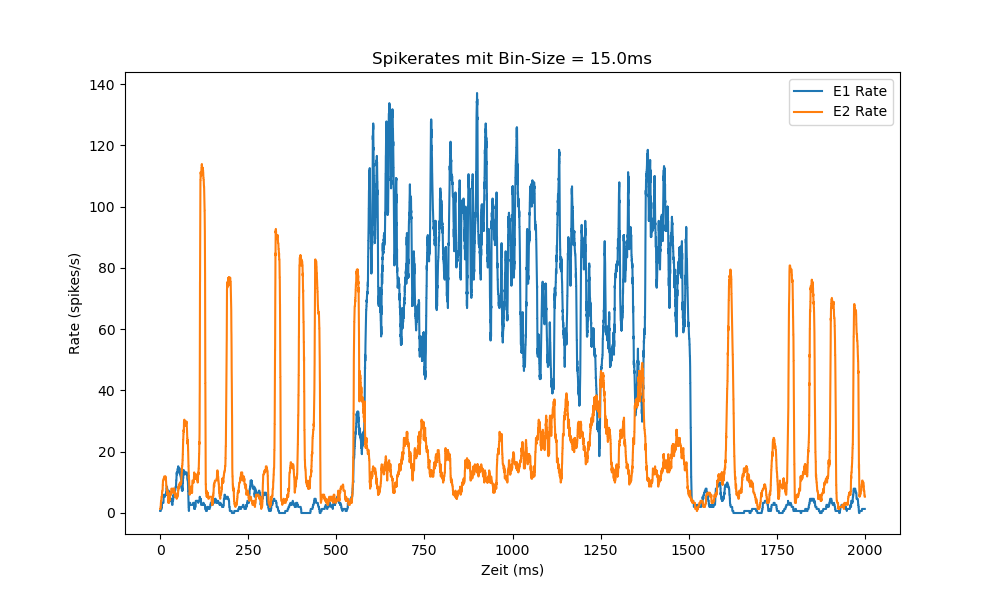 Spikerates mit Bin-Size = 15.0ms
E1 Rate
E2 Rate
Rate (spikes/s)
140
120
100
80
60
40
20
0
0 250 500 750 1000 1250 1500 1750 2000
Zeit (ms)